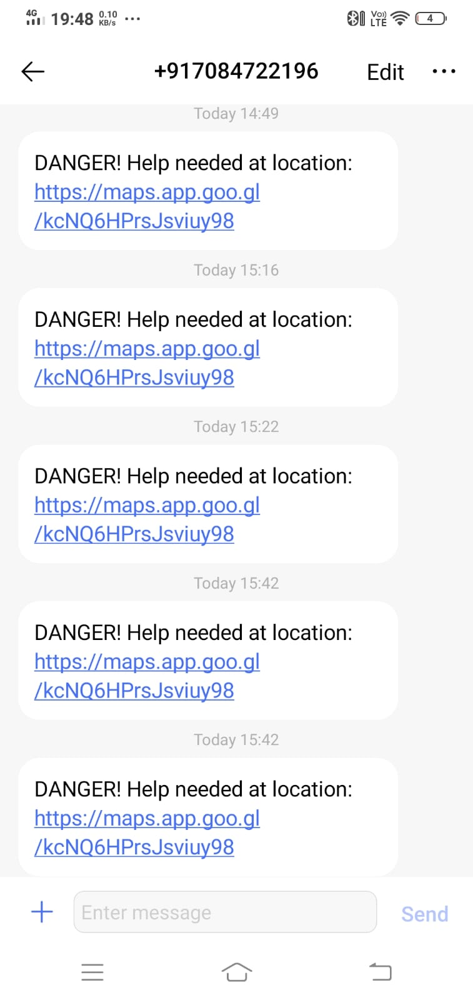 4G 19:48 0.10 KB/s ...
Vo)) LTE 4
+917084722196 Edit ...
Today 14:49
DANGER! Help needed at location:
https://maps.app.goo.gl
/kcNQ6HPrsJsviuy98
Today 15:16
DANGER! Help needed at location:
https://maps.app.goo.gl
/kcNQ6HPrsJsviuy98
Today 15:22
DANGER! Help needed at location:
https://maps.app.goo.gl
/kcNQ6HPrsJsviuy98
Today 15:42
DANGER! Help needed at location:
https://maps.app.goo.gl
/kcNQ6HPrsJsviuy98
Today 15:42
DANGER! Help needed at location:
https://maps.app.goo.gl
/kcNQ6HPrsJsviuy98
Enter message Send